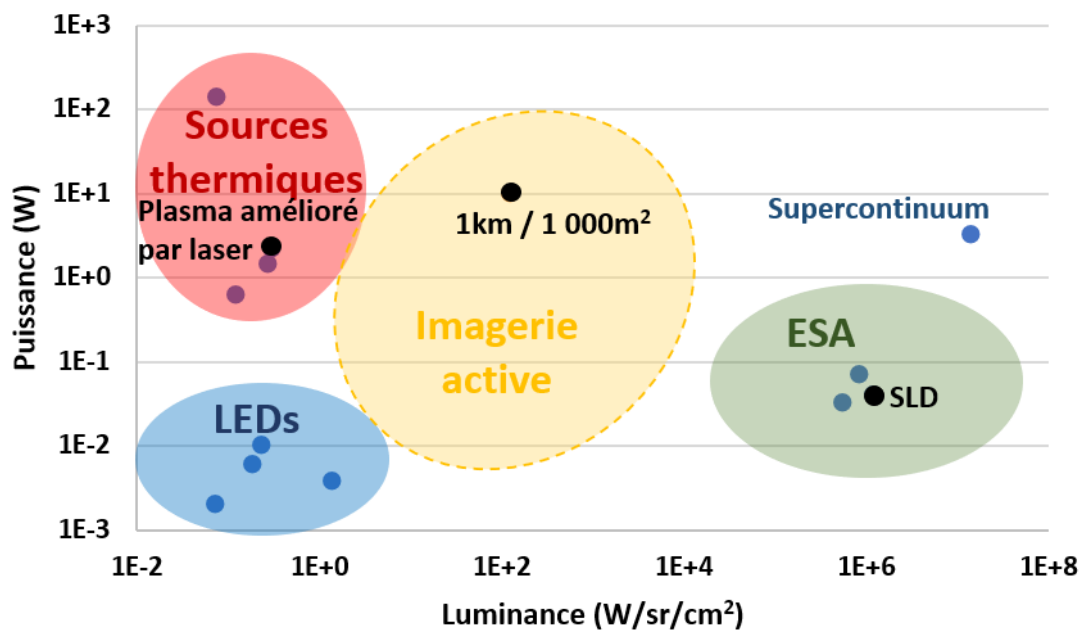 1E+3
1E+2
1E+1
1E+0
1E-1
1E-2
1E-3
Puissance (W)
Sources
thermiques
Plasma amélioré
par laser
1km / 1 000m²
Supercontinuum
Imagerie
active
ESA
SLD
LEDs
1E-2
1E+0
1E+2
1E+4
1E+6
1E+8
Luminance (W/sr/cm²)